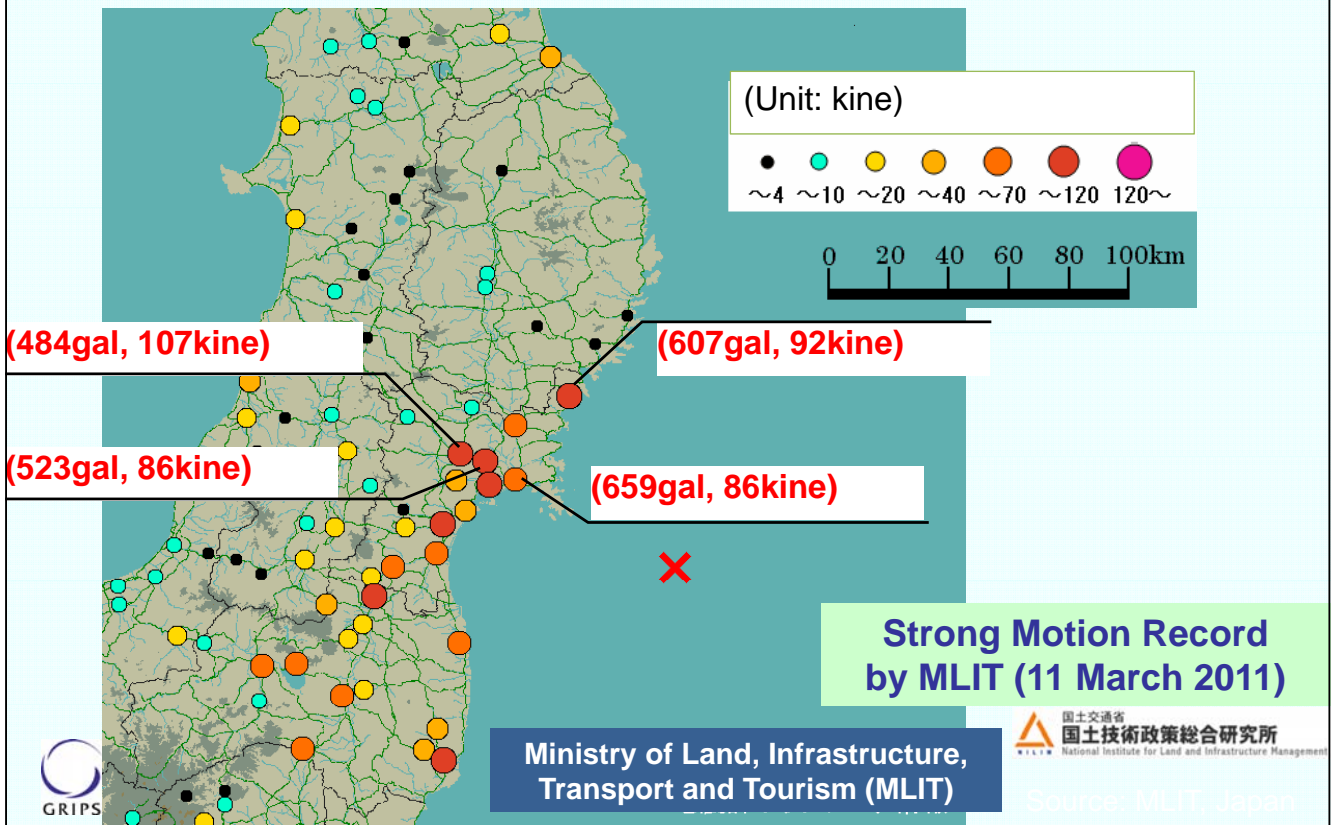 (Unit: kine)
～4 ～10 ～20 ～40 ～70 ～120 120～
0 20 40 60 80 100km
(484gal, 107kine)
(607gal, 92kine)
(523gal, 86kine)
(659gal, 86kine)
Strong Motion Record
by MLIT (11 March 2011)
国土交通省
国土技術政策総合研究所
NILIM National Institute for Land and Infrastructure Management
Ministry of Land, Infrastructure,
Transport and Tourism (MLIT)
GRIPS
Source: MLIT, Japan